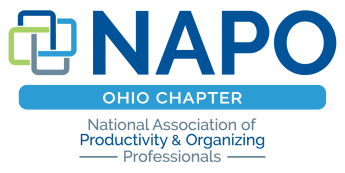 NAPO
OHIO CHAPTER
National Association of
Productivity & Organizing
Professionals